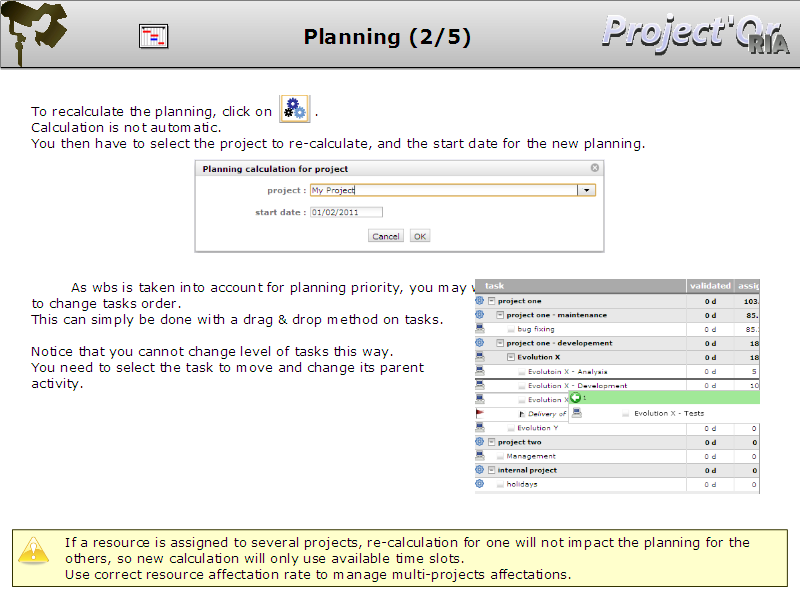 Planning (2/5)
Project'Or
RIA
To recalculate the planning, click on .
Calculation is not automatic.
You then have to select the project to re-calculate, and the start date for the new planning.
Planning calculation for project
project : My Project
start date : 01/02/2011
Cancel OK
As wbs is taken into account for planning priority, you may
to change tasks order.
This can simply be done with a drag & drop method on tasks.
Notice that you cannot change level of tasks this way.
You need to select the task to move and change its parent
activity.
task validated assig
project one 0 d 103.
project one - maintenance 0 d 85.
bug fixing 0 d 85.
project one - developement 0 d 18
Evolution X 0 d 18
Evolutoin X - Analysis 0 d 5
Evolution X - Development 0 d 10
Evolution X 1
Delivery of Evolution X - Tests
Evolution Y 0 d 0
project two 0 d 0
Management 0 d 0
internal project 0 d 0
holidays 0 d 0
If a resource is assigned to several projects, re-calculation for one will not impact the planning for the
others, so new calculation will only use available time slots.
Use correct resource affectation rate to manage multi-projects affectations.